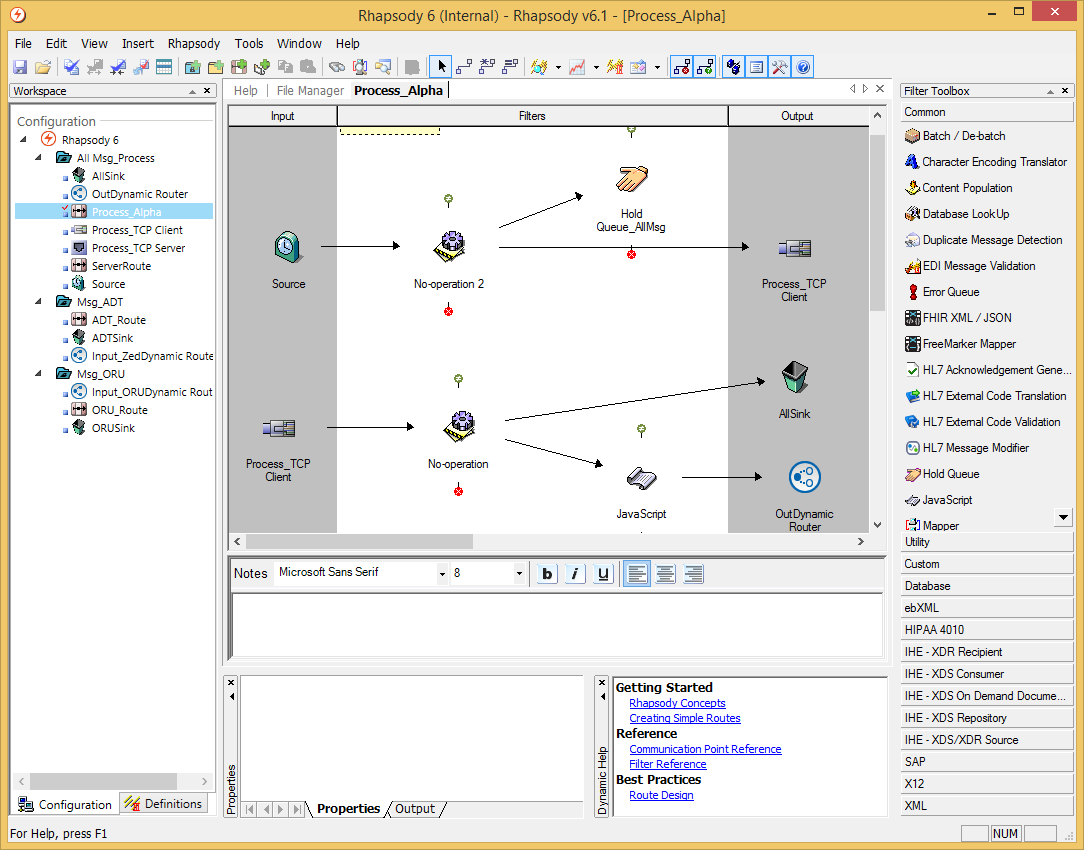 Rhapsody 6 (Internal) - Rhapsody v6.1 - [Process_Alpha]
File Edit View Insert Rhapsody Tools Window Help
Workspace
Configuration
Rhapsody 6
All Msg_Process
AllSink
OutDynamic Router
Process_Alpha
Process_TCP Client
Process_TCP Server
ServerRoute
Source
Msg_ADT
ADT_Route
ADTSink
Input_ZedDynamic Route
Msg_ORU
Input_ORUDynamic Rout
ORU_Route
ORUSink
Configuration
Definitions
Help File Manager Process_Alpha
Input Filters Output
Hold
Queue_AllMsg
Source
No-operation 2
Process_TCP
Client
AllSink
Process_TCP
Client
No-operation
JavaScript
OutDynamic
Router
Notes Microsoft Sans Serif 8 b i u
Properties
Properties Output
Dynamic Help
Getting Started
Rhapsody Concepts
Creating Simple Routes
Reference
Communication Point Reference
Filter Reference
Best Practices
Route Design
Filter Toolbox
Common
Batch / De-batch
Character Encoding Translator
Content Population
Database LookUp
Duplicate Message Detection
EDI Message Validation
Error Queue
FHIR XML / JSON
FreeMarker Mapper
HL7 Acknowledgement Gene...
HL7 External Code Translation
HL7 External Code Validation
HL7 Message Modifier
Hold Queue
JavaScript
Mapper
Utility
Custom
Database
ebXML
HIPAA 4010
IHE - XDR Recipient
IHE - XDS Consumer
IHE - XDS On Demand Docume...
IHE - XDS Repository
IHE - XDS/XDR Source
SAP
X12
XML
For Help, press F1
NUM